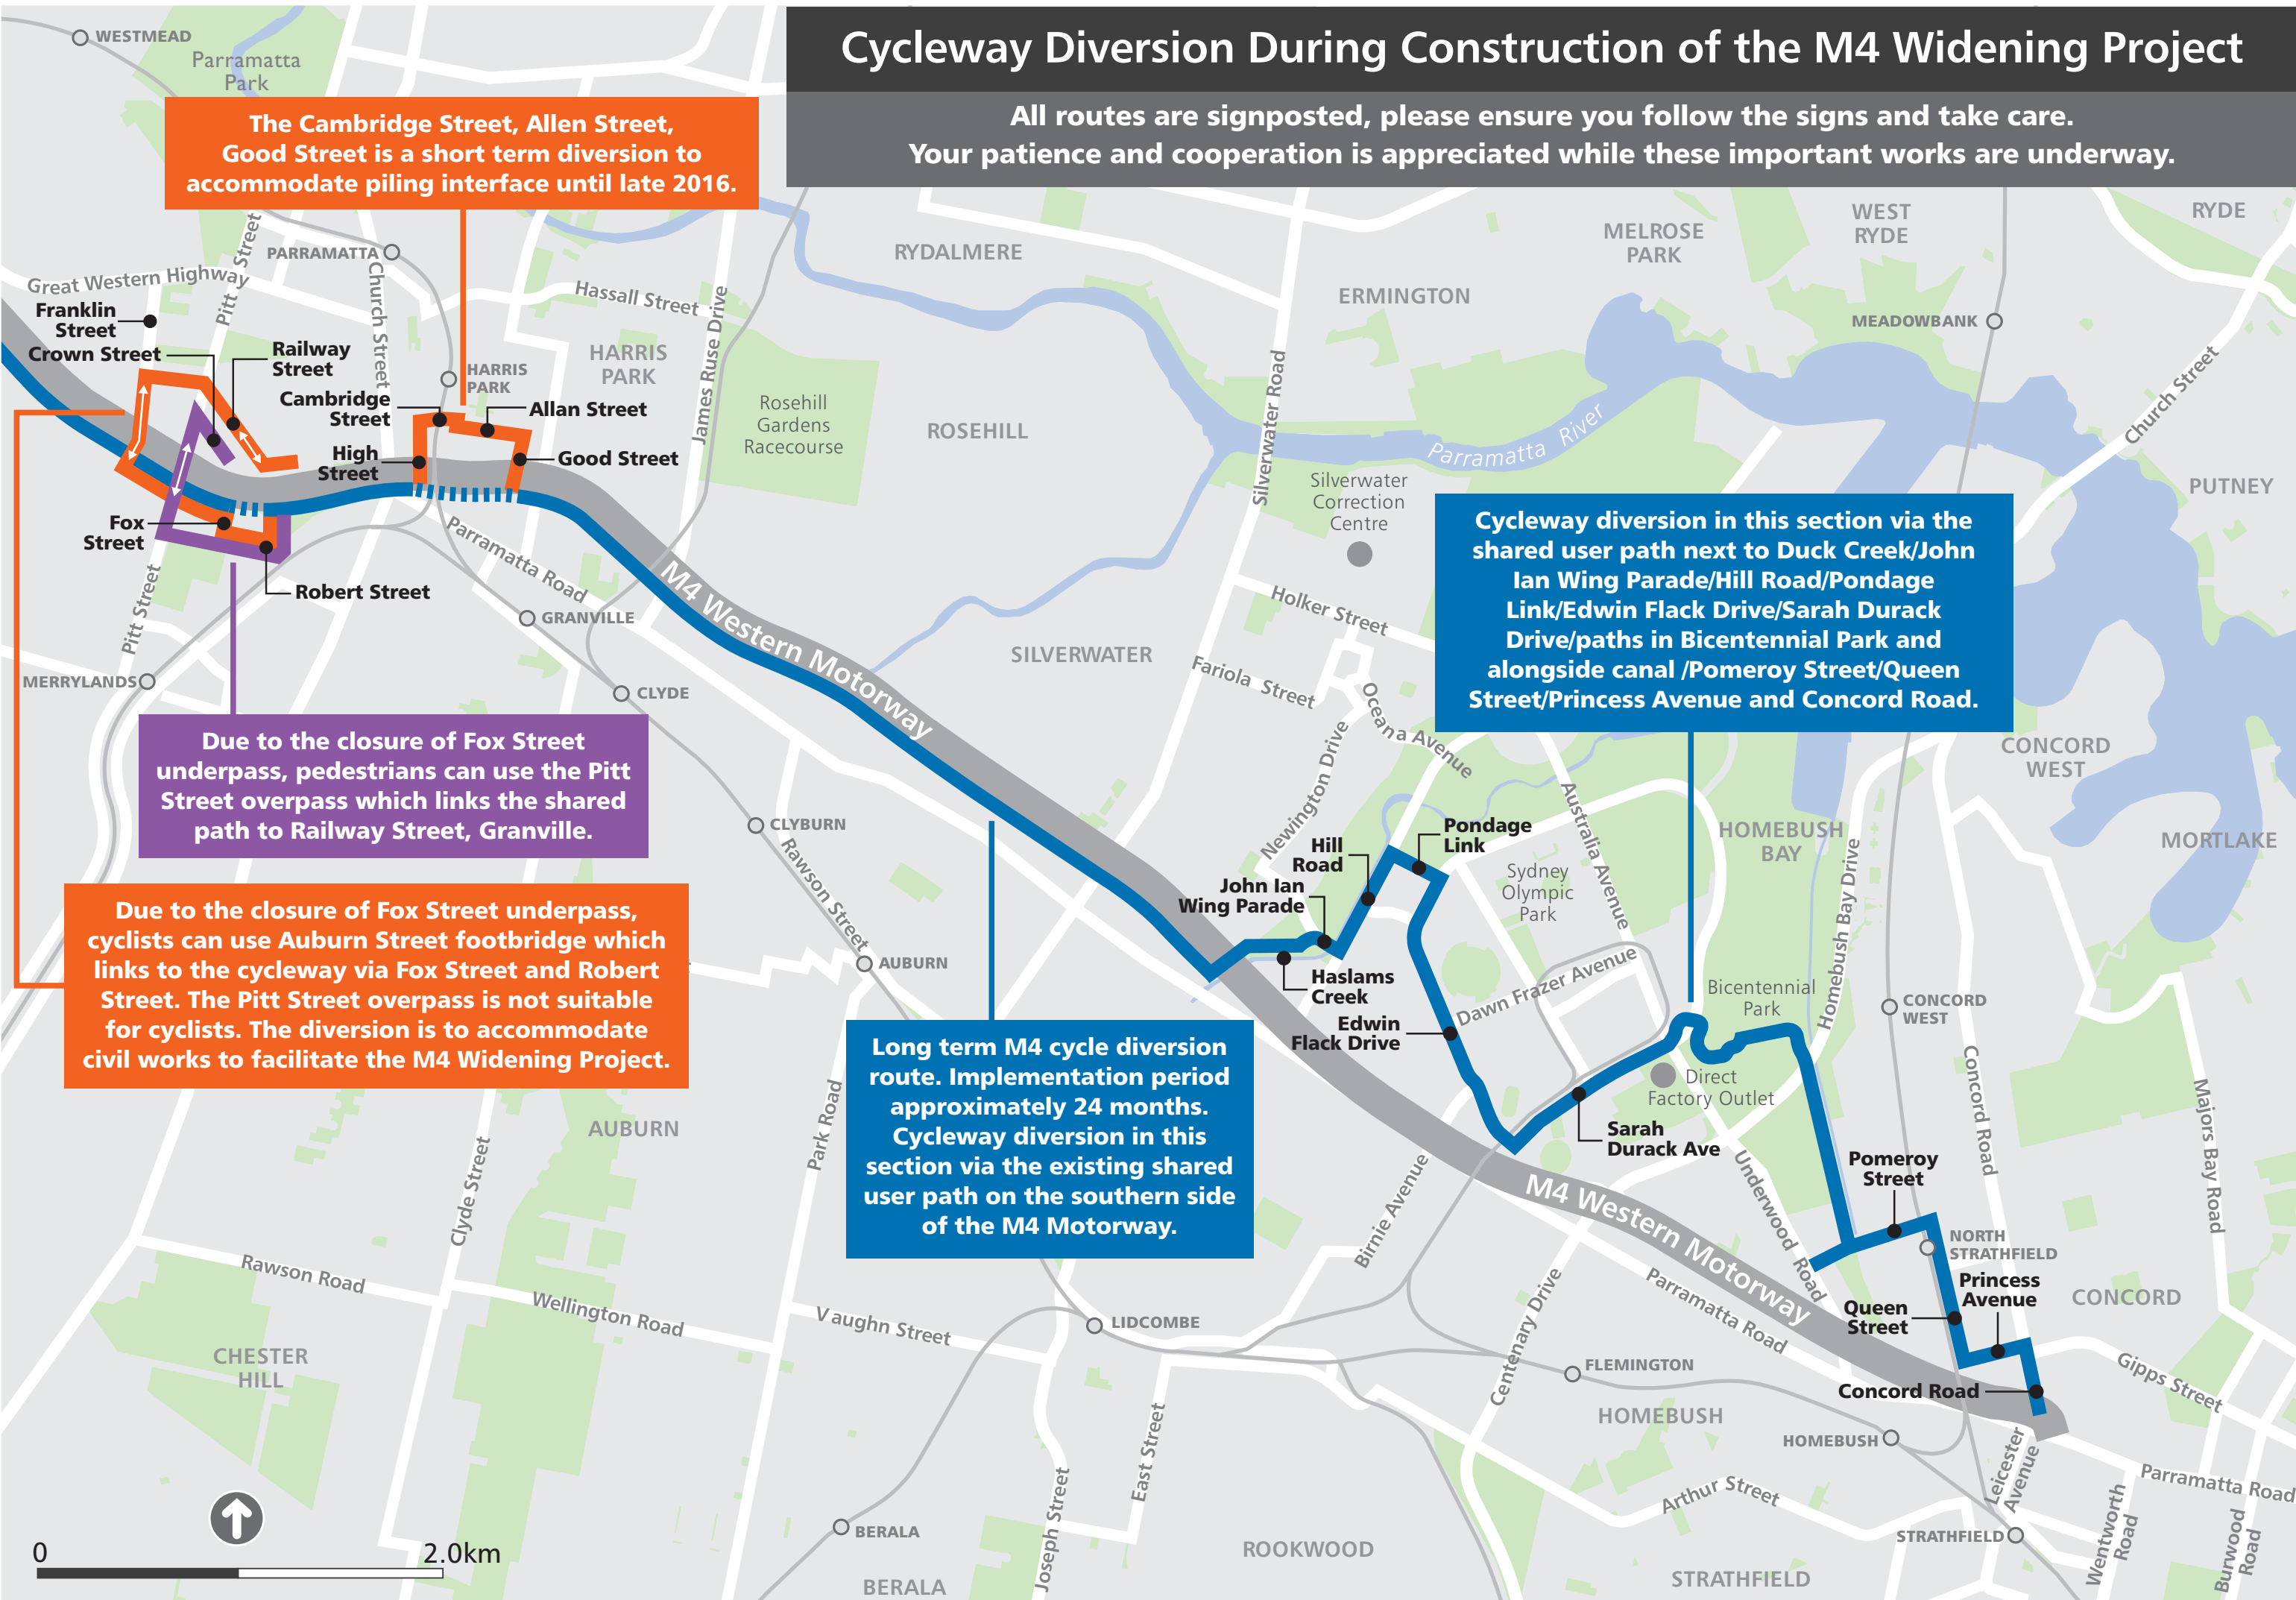 Cycleway Diversion During Construction of the M4 Widening Project
All routes are signposted, please ensure you follow the signs and take care.
Your patience and cooperation is appreciated while these important works are underway.
WESTMEAD
Parramatta
Park
The Cambridge Street, Allen Street,
Good Street is a short term diversion to
accommodate piling interface until late 2016.
PARRAMATTA
Pitt Street
Great Western Highway
Church Street
Hassall Street
James Ruse Drive
Franklin
Street
Crown Street
Railway
Street
HARRIS
PARK
HARRIS
PARK
Cambridge
Street
Allan Street
High
Street
Good Street
Fox
Street
Robert Street
Pitt Street
MERRYLANDS
Parramatta Road
GRANVILLE
CLYDE
M4 Western Motorway
Rosehill
Gardens
Racecourse
ROSEHILL
RYDALMERE
ERMINGTON
MELROSE
PARK
WEST
RYDE
RYDE
MEADOWBANK
Church Street
PUTNEY
Silverwater Road
Parramatta River
Silverwater
Correction
Centre
Holker Street
SILVERWATER
Fariola Street
Oceana Avenue
Newington Drive
Cycleway diversion in this section via the
shared user path next to Duck Creek/John
Ian Wing Parade/Hill Road/Pondage
Link/Edwin Flack Drive/Sarah Durack
Drive/paths in Bicentennial Park and
alongside canal /Pomeroy Street/Queen
Street/Princess Avenue and Concord Road.
CONCORD
WEST
MORTLAKE
HOMEBUSH
BAY
Australia Avenue
Homebush Bay Drive
Due to the closure of Fox Street
underpass, pedestrians can use the Pitt
Street overpass which links the shared
path to Railway Street, Granville.
Due to the closure of Fox Street underpass,
cyclists can use Auburn Street footbridge which
links to the cycleway via Fox Street and Robert
Street. The Pitt Street overpass is not suitable
for cyclists. The diversion is to accommodate
civil works to facilitate the M4 Widening Project.
CLYBURN
Rawson Street
AUBURN
Long term M4 cycle diversion
route. Implementation period
approximately 24 months.
Cycleway diversion in this
section via the existing shared
user path on the southern side
of the M4 Motorway.
Pondage
Link
Hill
Road
John Ian
Wing Parade
Haslams
Creek
Edwin
Flack Drive
Sydney
Olympic
Park
Dawn Frazer Avenue
Bicentennial
Park
Direct
Factory Outlet
Sarah
Durack Ave
CONCORD
WEST
Concord Road
Majors Bay Road
Pomeroy
Street
NORTH
STRATHFIELD
Princess
Avenue
Queen
Street
CONCORD
Concord Road
Gipps Street
Underwood Road
M4 Western Motorway
Parramatta Road
Birnie Avenue
Centenary Drive
FLEMINGTON
HOMEBUSH
HOMEBUSH
Leicester
Avenue
Parramatta Road
Arthur Street
STRATHFIELD
STRATHFIELD
Wentworth
Road
Burwood
Road
AUBURN
Park Road
Clyde Street
Rawson Road
Wellington Road
Vaughn Street
LIDCOMBE
CHESTER
HILL
Joseph Street
East Street
BERALA
BERALA
ROOKWOOD
0
2.0km